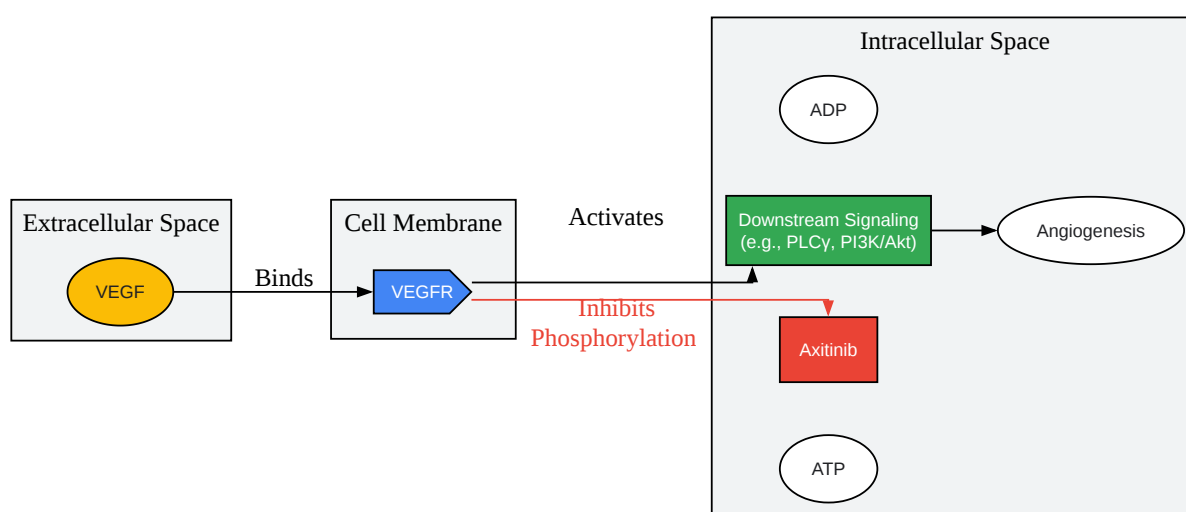 Extracellular Space
VEGF
Binds
Cell Membrane
VEGFR
Activates
Inhibits
Phosphorylation
Intracellular Space
ADP
Downstream Signaling
(e.g., PLCγ, PI3K/Akt)
Angiogenesis
Axitinib
ATP